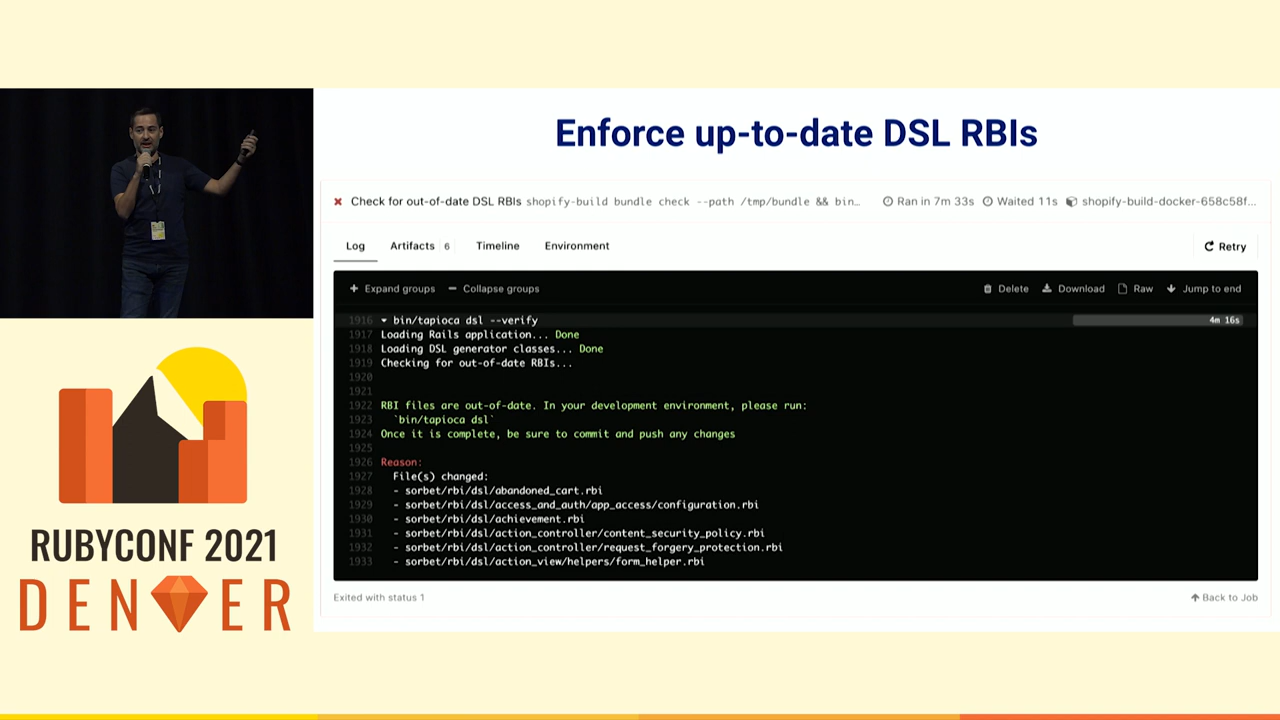 Enforce up-to-date DSL RBIs
Check for out-of-date DSL RBIs shopify-build bundle check --path /tmp/bundle && bin… Ran in 7m 33s Waited 11s shopify-build-docker-658c58f...
Log Artifacts 6 Timeline Environment Retry
Expand groups Collapse groups Delete Download Raw Jump to end
1916 bin/tapioca dsl --verify 4m 16s
1917 Loading Rails application... Done
1918 Loading DSL generator classes... Done
1919 Checking for out-of-date RBIs...
1920
1921
1922 RBI files are out-of-date. In your development environment, please run:
1923 `bin/tapioca dsl`
1924 Once it is complete, be sure to commit and push any changes
1925
1926 Reason:
1927 File(s) changed:
1928 - sorbet/rbi/dsl/abandoned_cart.rbi
1929 - sorbet/rbi/dsl/access_and_auth/app_access/configuration.rbi
1930 - sorbet/rbi/dsl/achievement.rbi
1931 - sorbet/rbi/dsl/action_controller/content_security_policy.rbi
1932 - sorbet/rbi/dsl/action_controller/request_forgery_protection.rbi
1933 - sorbet/rbi/dsl/action_view/helpers/form_helper.rbi
Exited with status 1 Back to Job
RUBYCONF 2021
DENVER